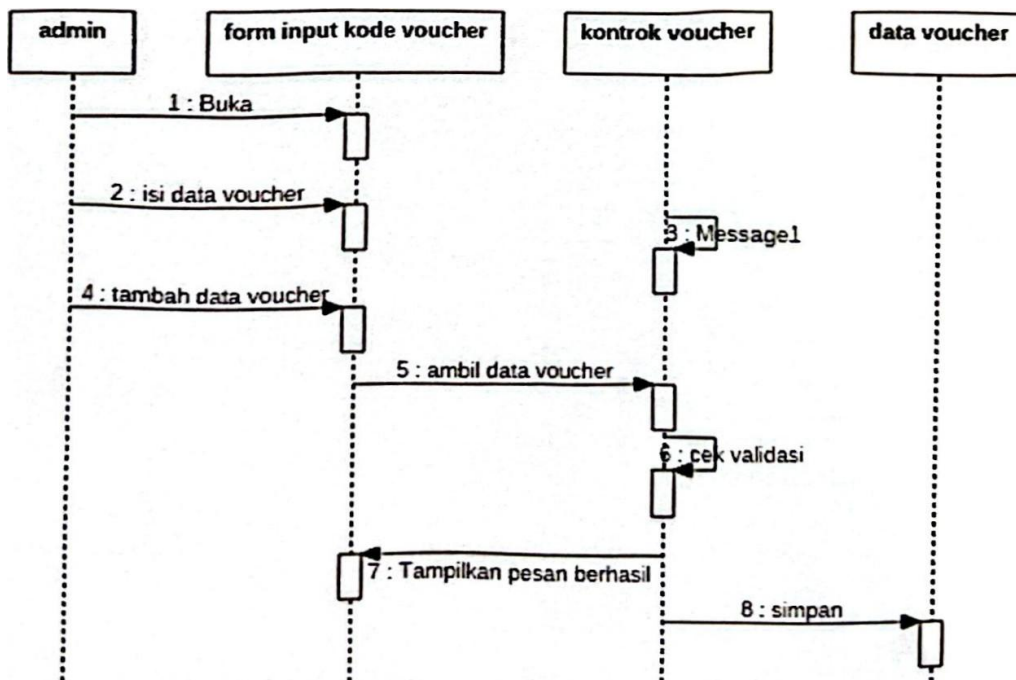 admin
form input kode voucher
kontrok voucher
data voucher
1 : Buka
2 : isi data voucher
3 : Message1
4 : tambah data voucher
5 : ambil data voucher
6 : cek validasi
7 : Tampilkan pesan berhasil
8 : simpan